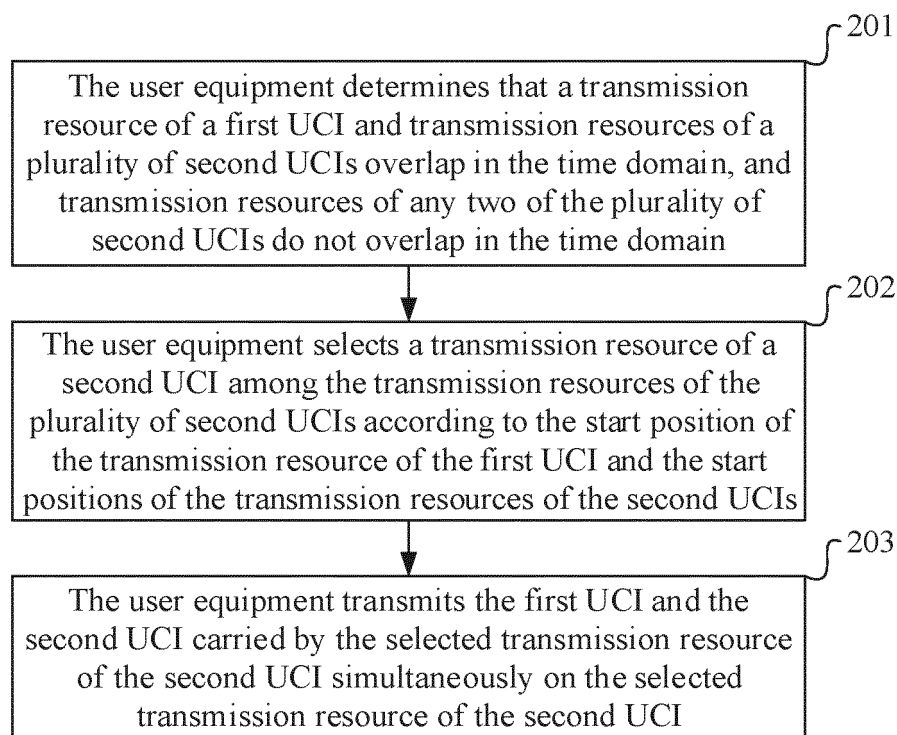 201
The user equipment determines that a transmission
resource of a first UCI and transmission resources of a
plurality of second UCIs overlap in the time domain, and
transmission resources of any two of the plurality of
second UCIs do not overlap in the time domain
202
The user equipment selects a transmission resource of a
second UCI among the transmission resources of the
plurality of second UCIs according to the start position of
the transmission resource of the first UCI and the start
positions of the transmission resources of the second UCIs
203
The user equipment transmits the first UCI and the
second UCI carried by the selected transmission resource
of the second UCI simultaneously on the selected
transmission resource of the second UCI